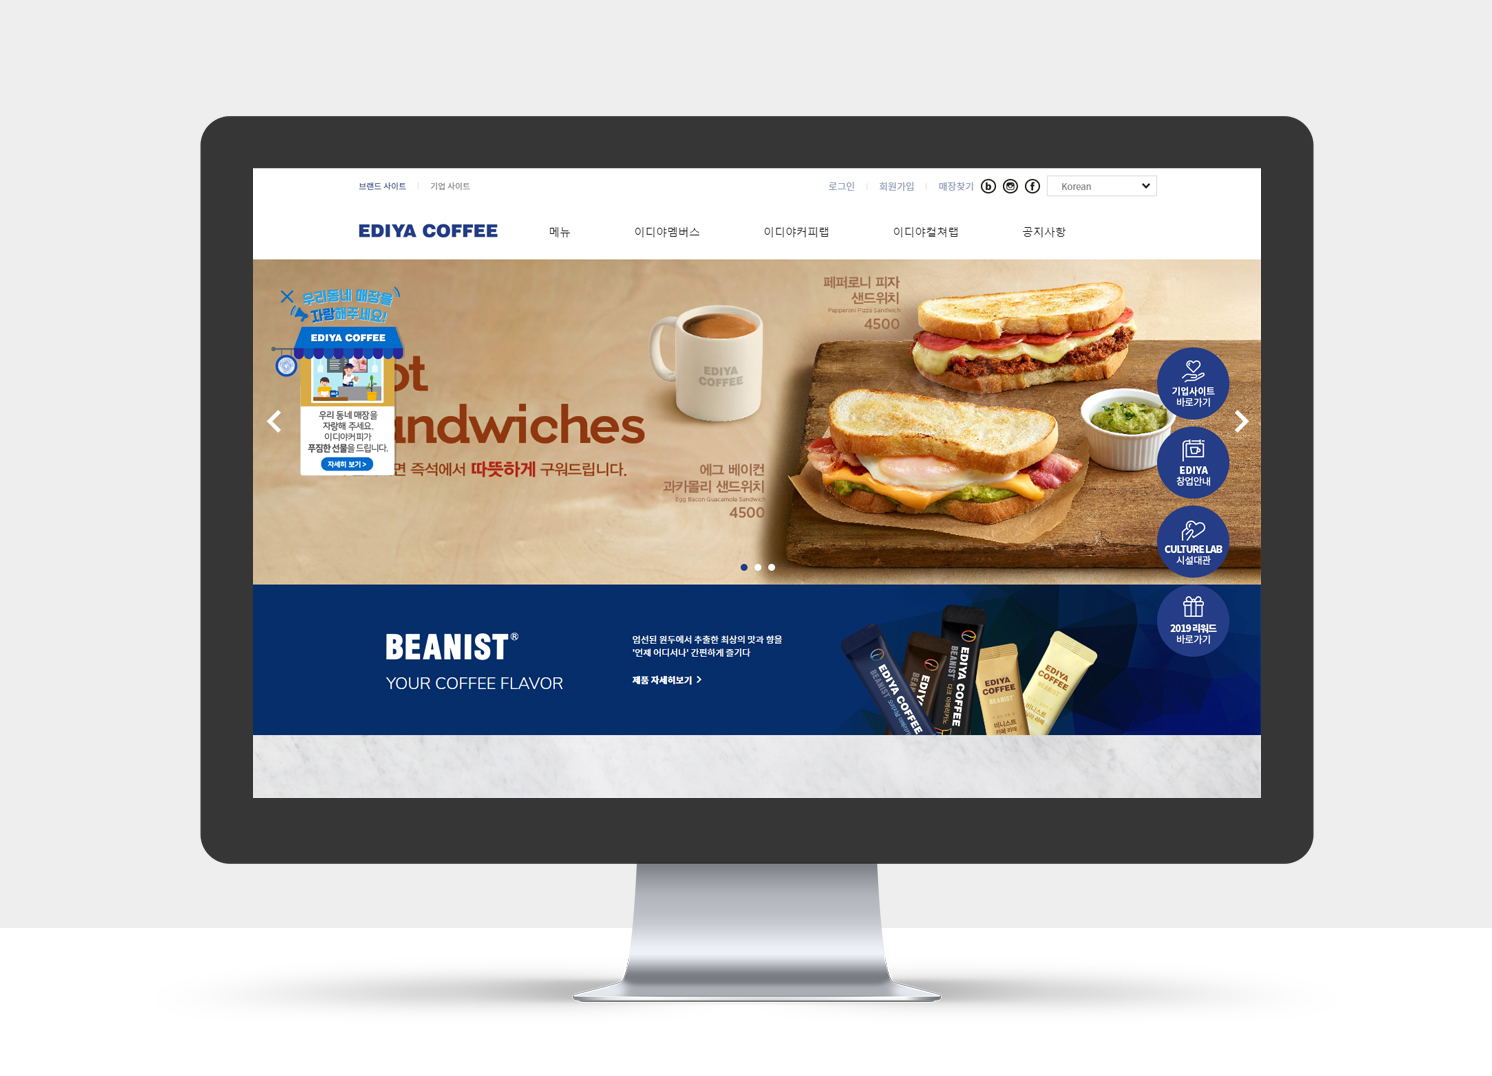 브랜드 사이트 기업 사이트
로그인 회원가입 매장찾기 Korean
EDIYA COFFEE 메뉴 이디야멤버스 이디야커피랩 이디야컬쳐랩 공지사항
우리동네 매장을
자랑해주세요!
EDIYA COFFEE
우리 동네 매장을
자랑해 주세요.
이디야커피가
푸짐한 선물을 드립니다.
자세히 보기 >
ot
andwiches
면 즉석에서 따뜻하게 구워드립니다.
EDIYA
COFFEE
페퍼로니 피자
샌드위치
Papparoni Pizza Sandwich
4500
에그 베이컨
과카몰리 샌드위치
Egg Bacon Guacamole Sandwich
4500
기업사이트
바로가기
EDIYA
창업안내
CULTURE LAB
시설대관
2019 리워드
바로가기
BEANIST®
YOUR COFFEE FLAVOR
엄선된 원두에서 추출한 최상의 맛과 향을
'언제 어디서나' 간편하게 즐기다
제품 자세히보기 >
EDIYA COFFEE
BEANIST
EDIYA COFFEE
BEANIST
EDIYA
COFFEE
BEANIST
비니스트
EDIYA
COFFEE
비니스트